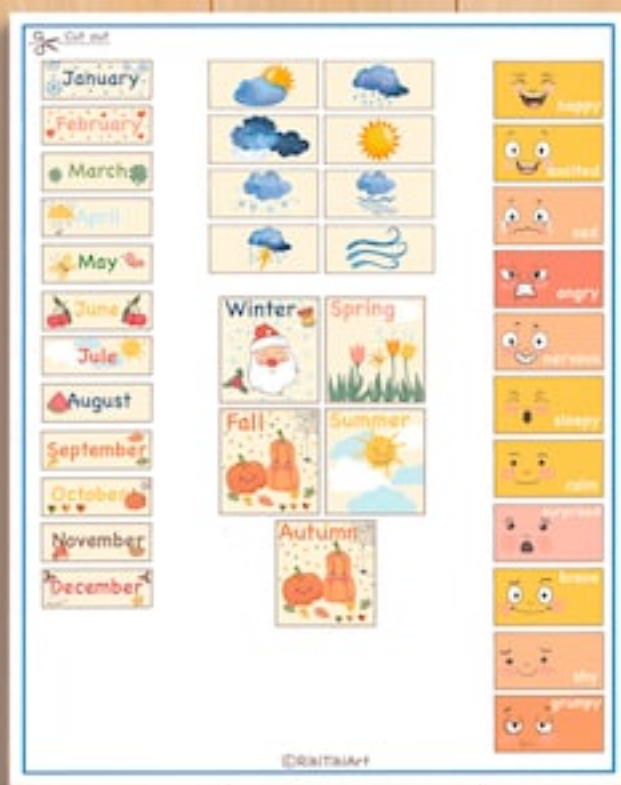 Cut out
January
February
March
April
May
June
Jule
August
September
October
November
December
Winter
Spring
Fall
Summer
Autumn
happy
excited
sad
angry
nervous
sleepy
calm
surprised
brave
shy
grumpy
©RikiTikiArt